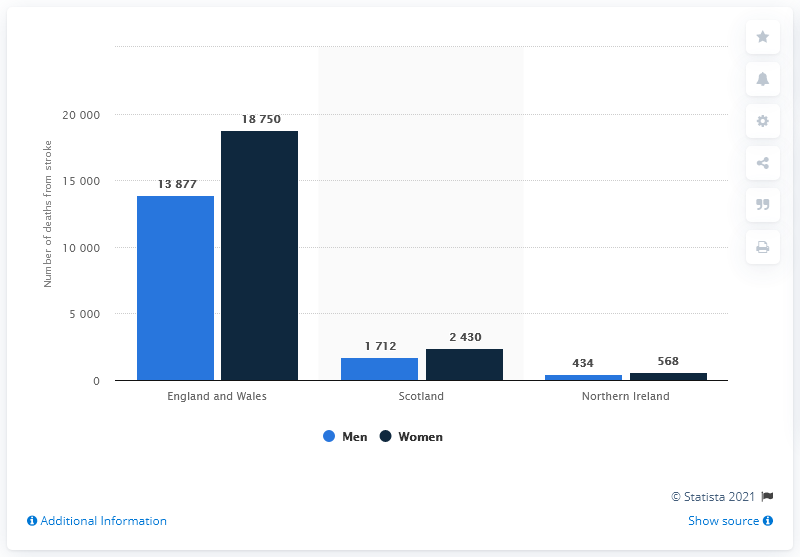 Number of deaths from stroke
20 000
15 000
10 000
5 000
0
13 877
18 750
1 712
2 430
434
568
England and Wales
Scotland
Northern Ireland
Men
Women
© Statista 2021
Additional Information
Show source